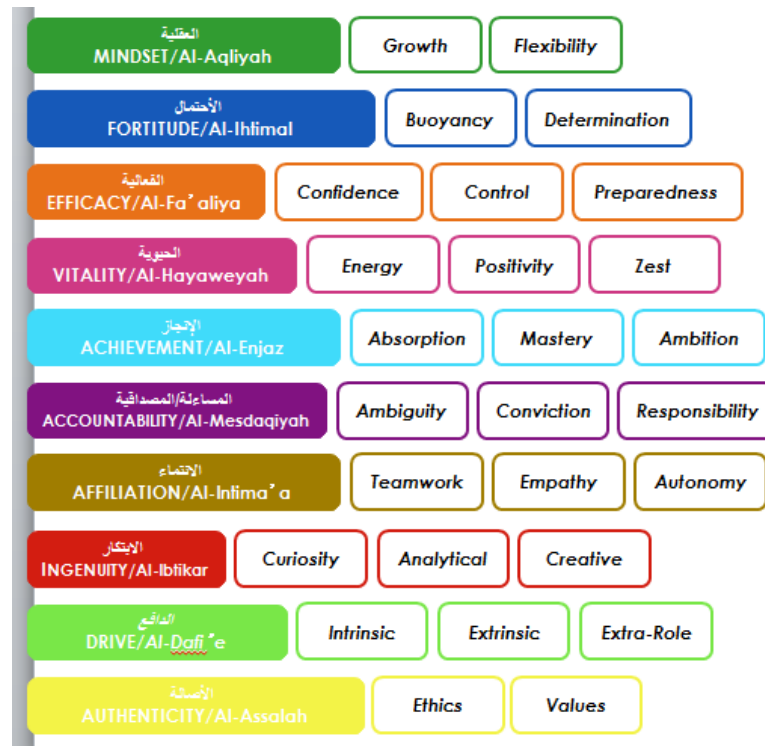 العقلية
MINDSET/Al-Aqliyah
Growth
Flexibility
الأحتمال
FORTITUDE/Al-Ihtimal
Buoyancy
Determination
الفعالية
EFFICACY/Al-Fa’aliya
Confidence
Control
Preparedness
الحيوية
VITALITY/Al-Hayaweyah
Energy
Positivity
Zest
الإنجاز
ACHIEVEMENT/Al-Enjaz
Absorption
Mastery
Ambition
المساءلة/المصداقية
ACCOUNTABILITY/Al-Mesdaqiyah
Ambiguity
Conviction
Responsibility
الانتماء
AFFILIATION/Al-Intima’a
Teamwork
Empathy
Autonomy
الابتكار
INGENUITY/Al-Ibtikar
Curiosity
Analytical
Creative
الدافع
DRIVE/Al-Dafi’e
Intrinsic
Extrinsic
Extra-Role
الأصالة
AUTHENTICITY/Al-Assalah
Ethics
Values